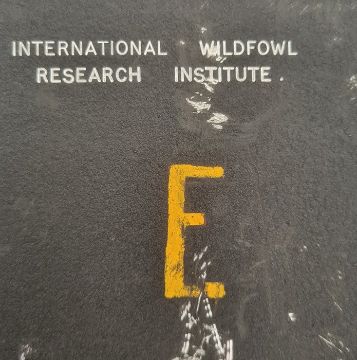 INTERNATIONAL WILDFOWL
RESEARCH INSTITUTE.
E